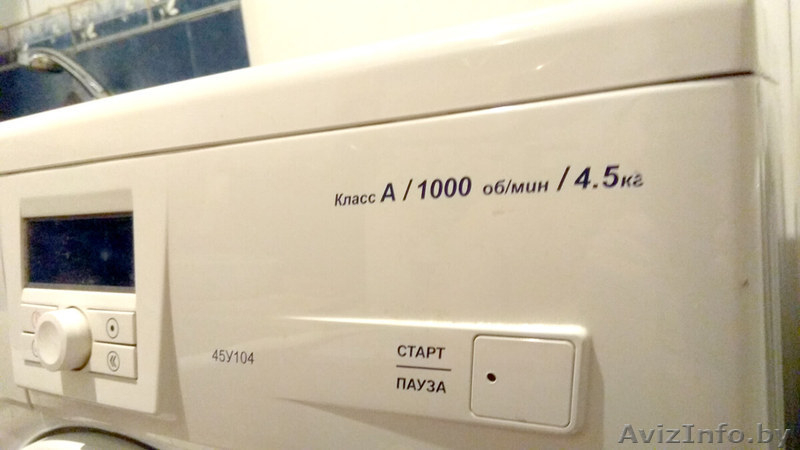 Класс А / 1000 об/мин / 4.5кг
45У104
СТАРТ
ПАУЗА
AvizInfo.by